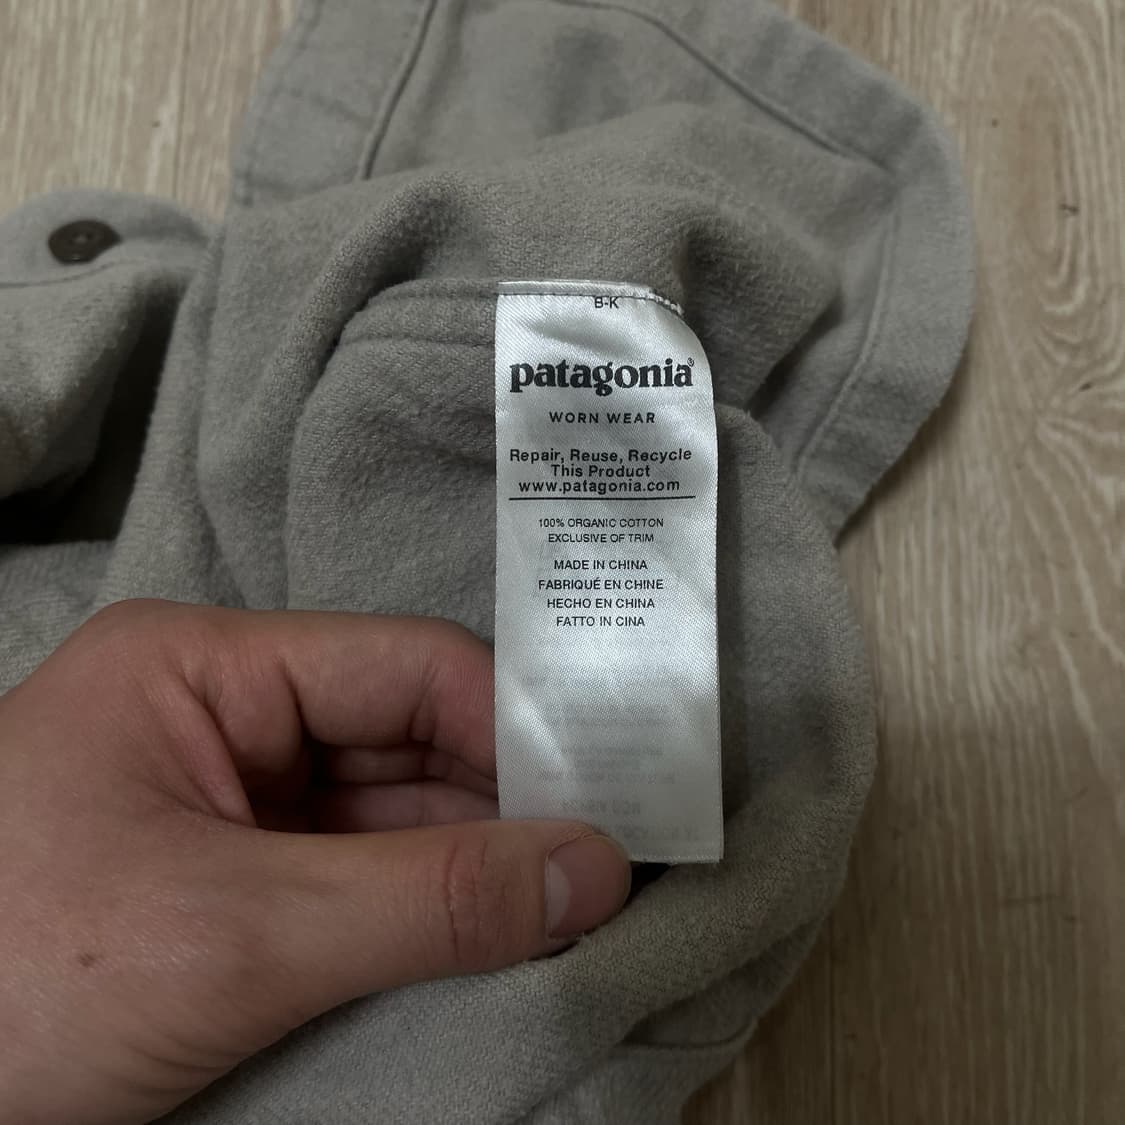 B-K
patagonia®
WORN WEAR
Repair, Reuse, Recycle
This Product
www.patagonia.com
100% ORGANIC COTTON
EXCLUSIVE OF TRIM
MADE IN CHINA
FABRIQUÉ EN CHINE
HECHO EN CHINA
FATTO IN CINA